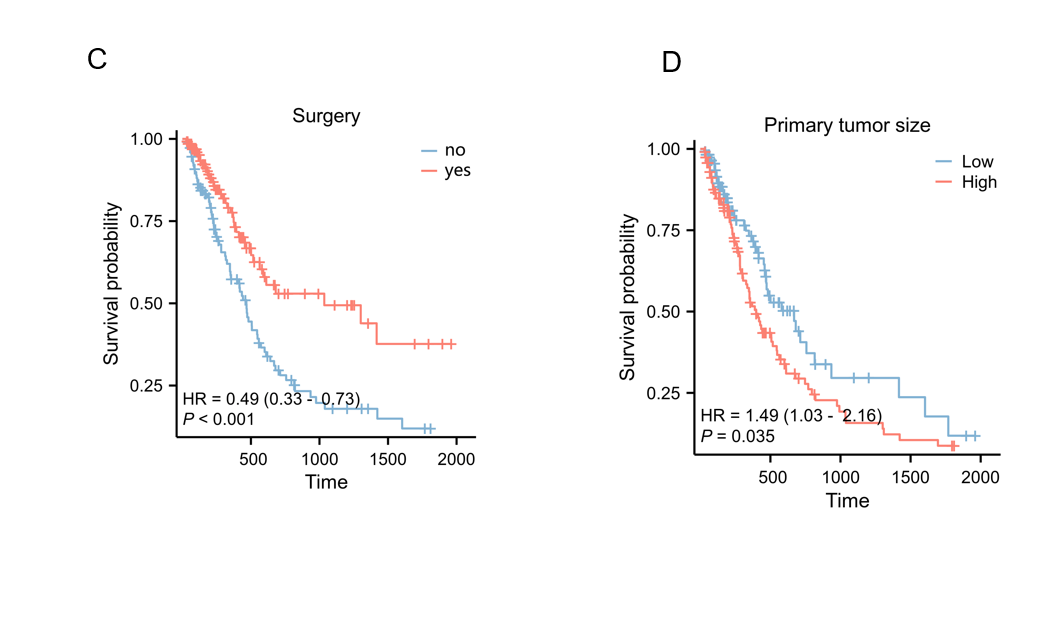 C
Surgery
no
yes
1.00
0.75
0.50
0.25
Survival probability
HR = 0.49 (0.33 - 0.73)
P < 0.001
500 1000 1500 2000
Time
D
Primary tumor size
Low
High
1.00
0.75
0.50
0.25
Survival probability
HR = 1.49 (1.03 - 2.16)
P = 0.035
500 1000 1500 2000
Time